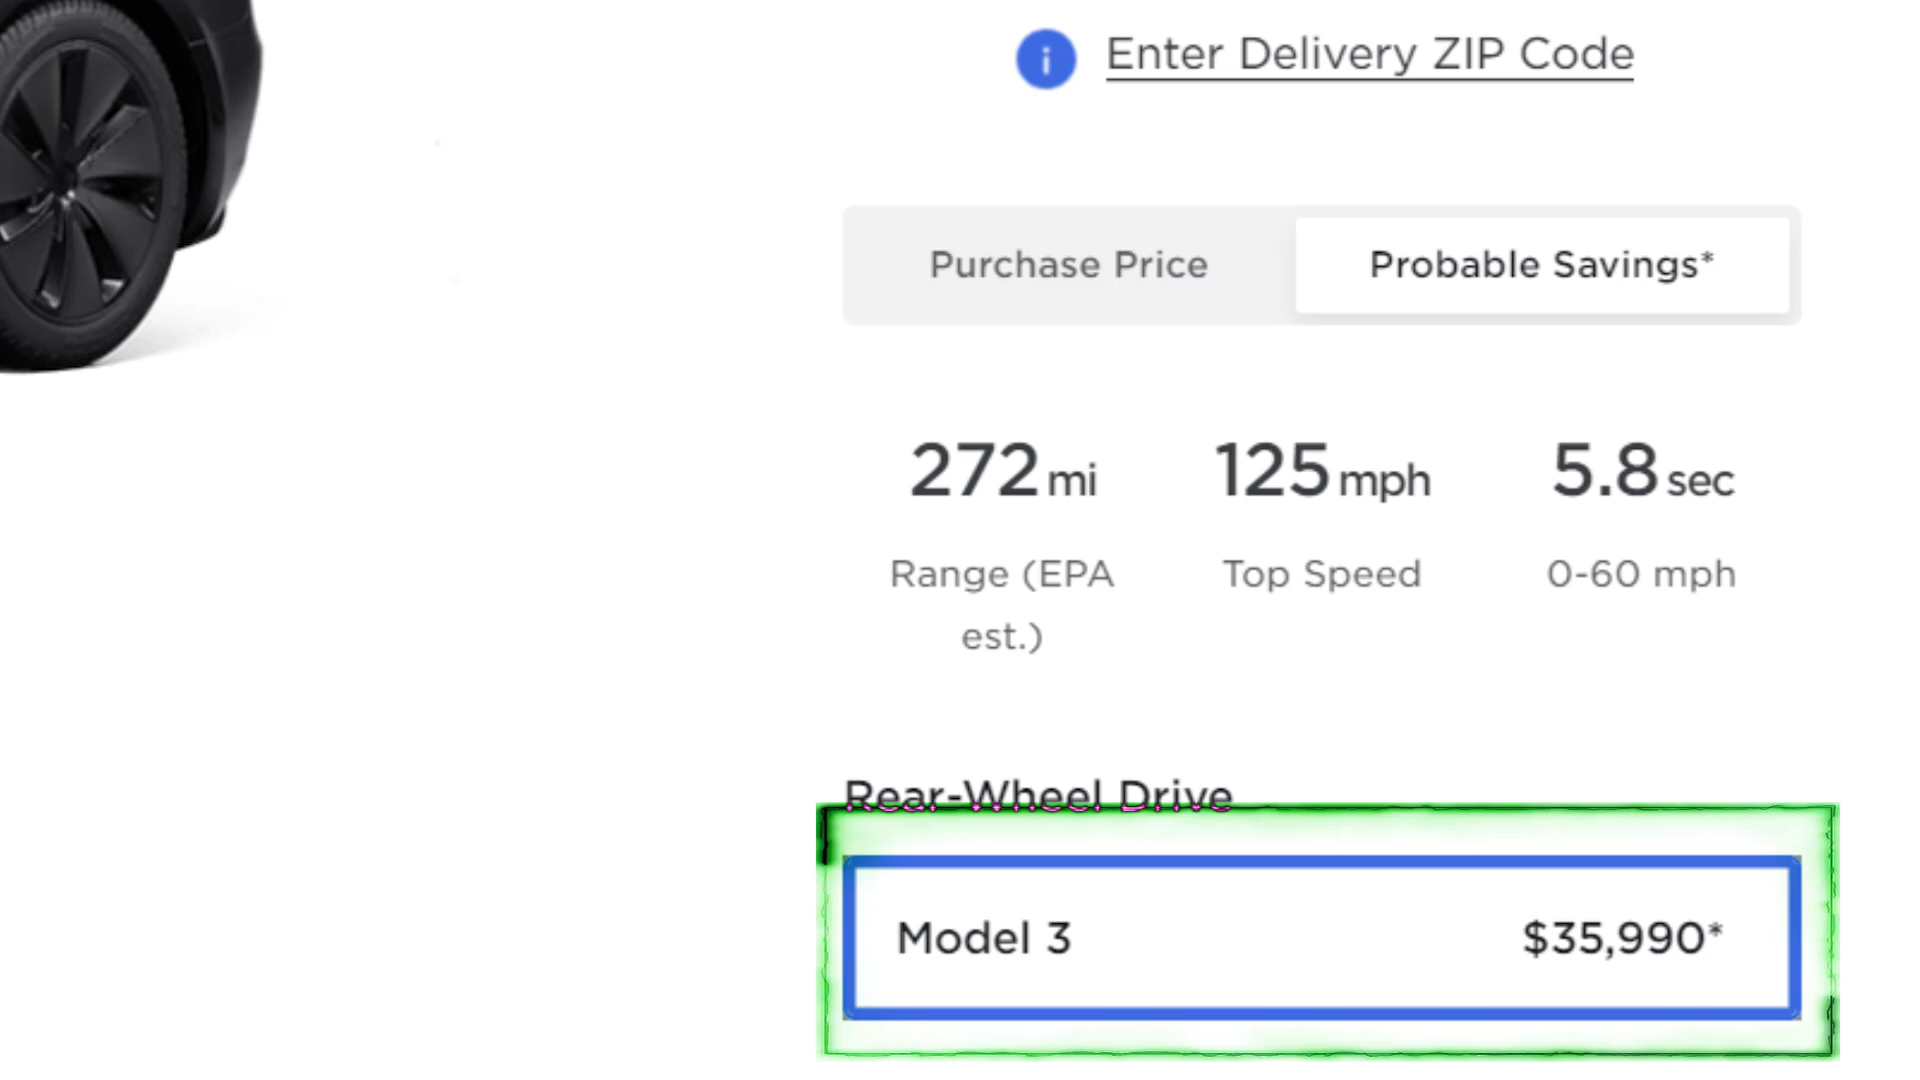 Enter Delivery ZIP Code
Purchase Price
Probable Savings*
272 mi
125 mph
5.8 sec
Range (EPA est.)
Top Speed
0-60 mph
Rear-Wheel Drive
Model 3
$35,990*